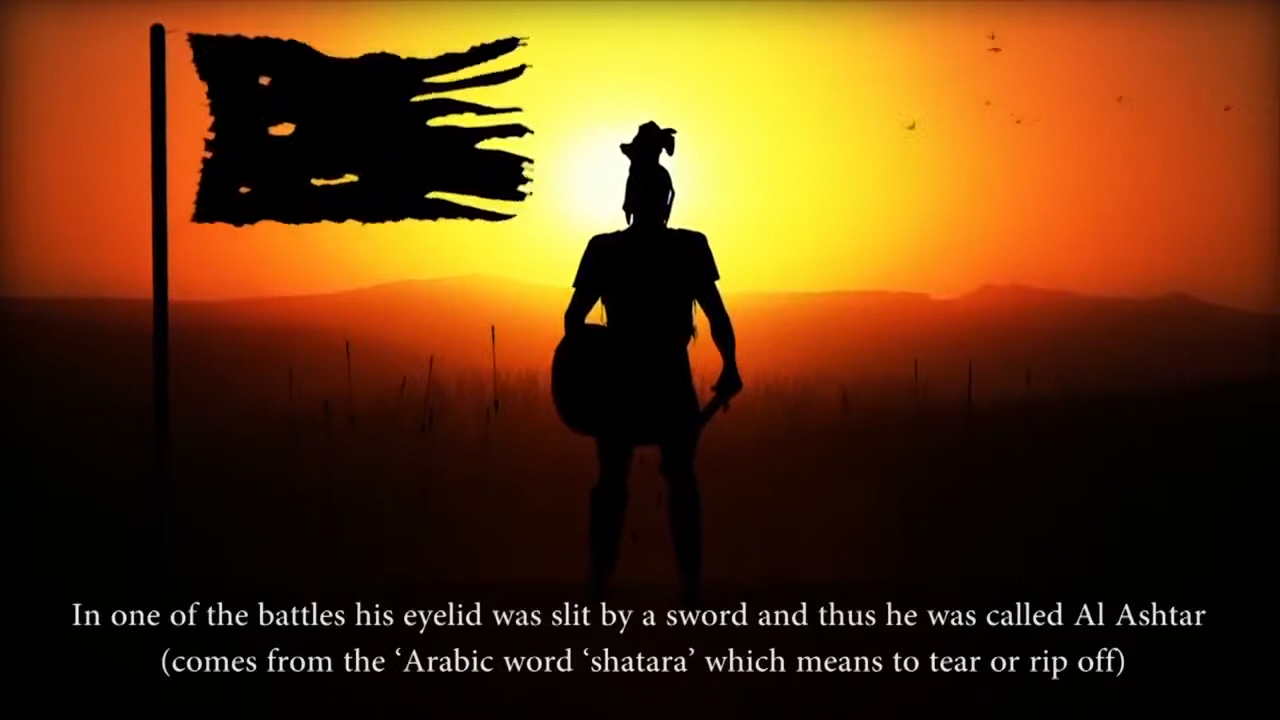 In one of the battles his eyelid was slit by a sword and thus he was called Al Ashtar
(comes from the ‘Arabic word ‘shatara’ which means to tear or rip off)